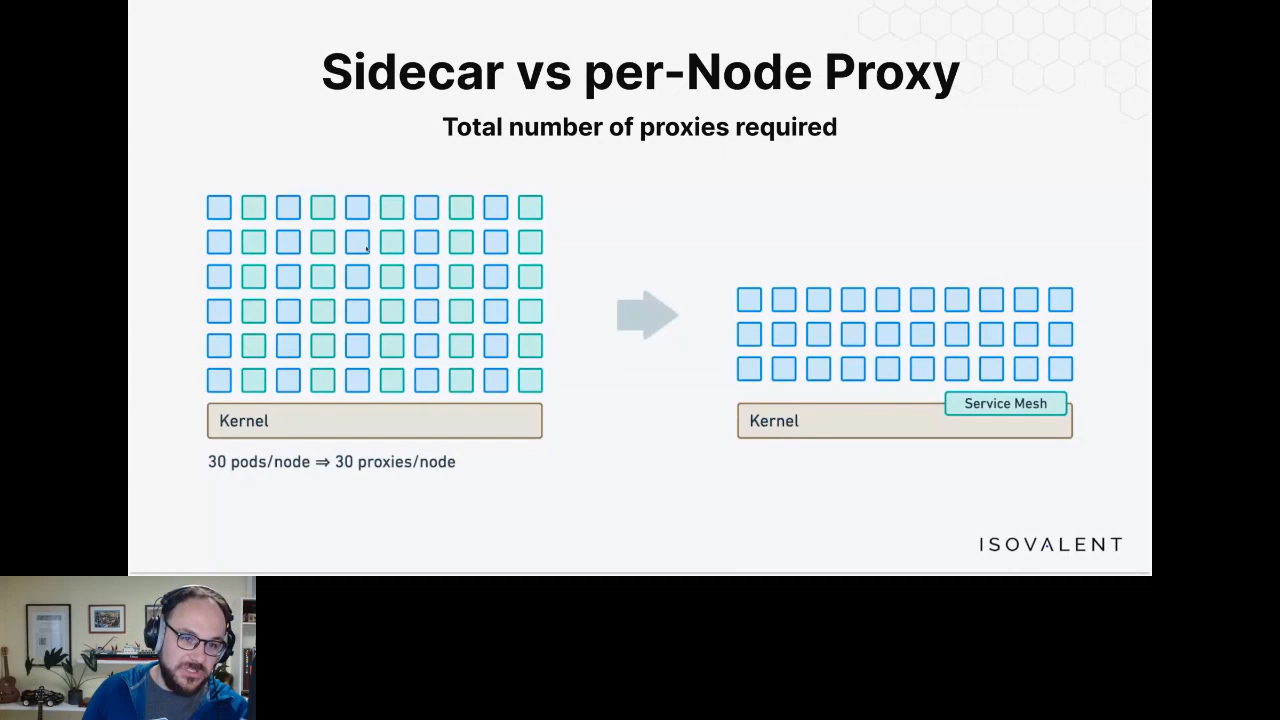 Sidecar vs per-Node Proxy
Total number of proxies required
Service Mesh
Kernel
Kernel
30 pods/node ⇒ 30 proxies/node
ISOVALENT